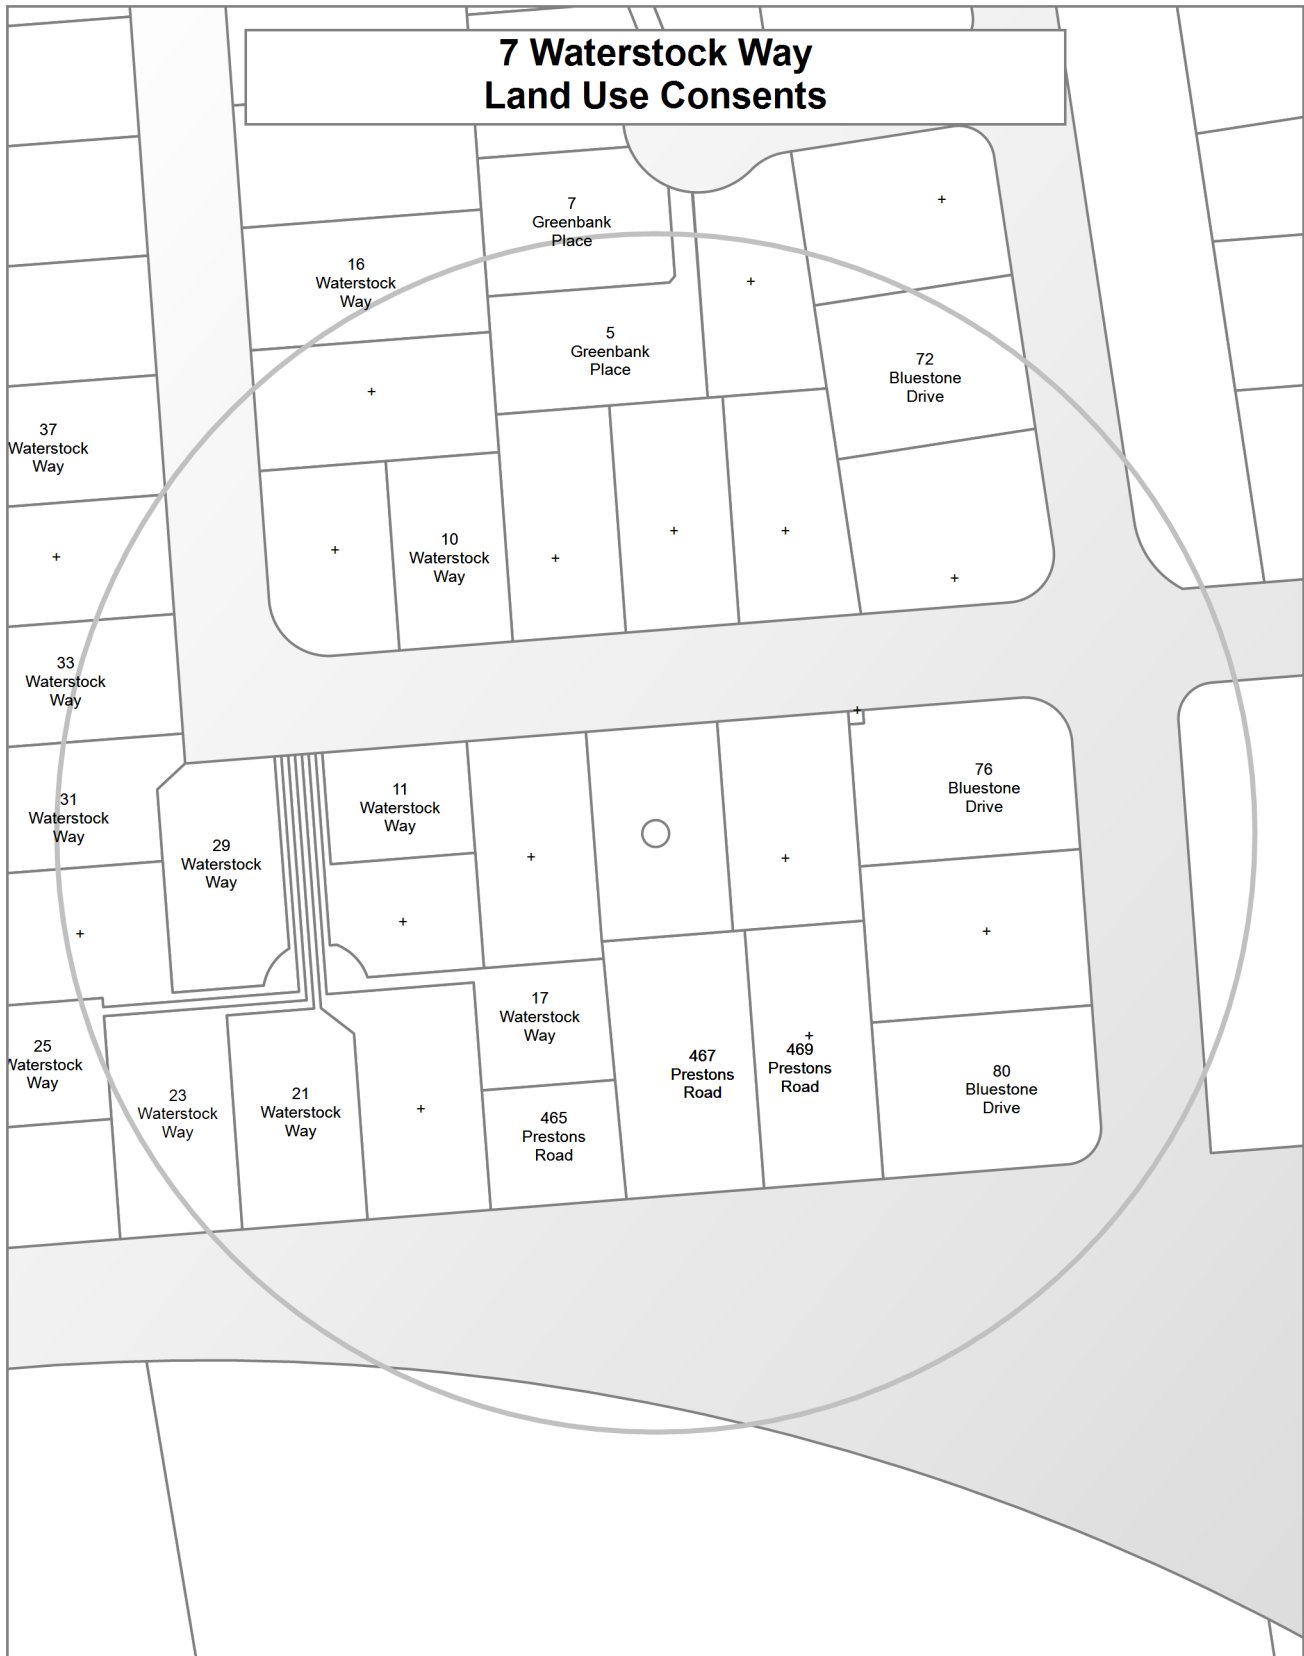 7 Waterstock Way
Land Use Consents
7
Greenbank
Place
16
Waterstock
Way
5
Greenbank
Place
72
Bluestone
Drive
37
Waterstock
Way
10
Waterstock
Way
33
Waterstock
Way
76
Bluestone
Drive
31
Waterstock
Way
11
Waterstock
Way
29
Waterstock
Way
17
Waterstock
Way
25
Waterstock
Way
467
Prestons
Road
469
Prestons
Road
80
Bluestone
Drive
23
Waterstock
Way
21
Waterstock
Way
465
Prestons
Road